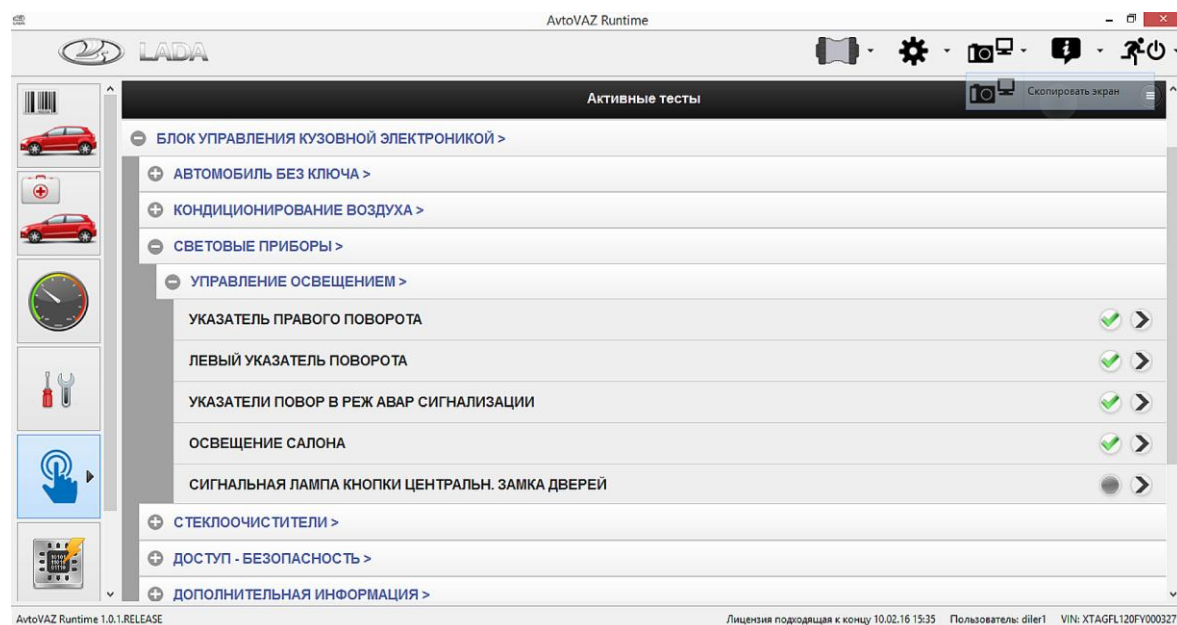 AvtoVAZ Runtime
LADA
Активные тесты
Скопировать экран
БЛОК УПРАВЛЕНИЯ КУЗОВНОЙ ЭЛЕКТРОНИКОЙ >
АВТОМОБИЛЬ БЕЗ КЛЮЧА >
КОНДИЦИОНИРОВАНИЕ ВОЗДУХА >
СВЕТОВЫЕ ПРИБОРЫ >
УПРАВЛЕНИЕ ОСВЕЩЕНИЕМ >
УКАЗАТЕЛЬ ПРАВОГО ПОВОРОТА
ЛЕВЫЙ УКАЗАТЕЛЬ ПОВОРОТА
УКАЗАТЕЛИ ПОВОР В РЕЖ АВАР СИГНАЛИЗАЦИИ
ОСВЕЩЕНИЕ САЛОНА
СИГНАЛЬНАЯ ЛАМПА КНОПКИ ЦЕНТРАЛЬН. ЗАМКА ДВЕРЕЙ
СТЕКЛООЧИСТИТЕЛИ >
ДОСТУП - БЕЗОПАСНОСТЬ >
ДОПОЛНИТЕЛЬНАЯ ИНФОРМАЦИЯ >
AvtoVAZ Runtime 1.0.1.RELEASE
Лицензия подходящая к концу 10.02.16 15:35 Пользователь: diler1 VIN: XTAGFL120FY000327